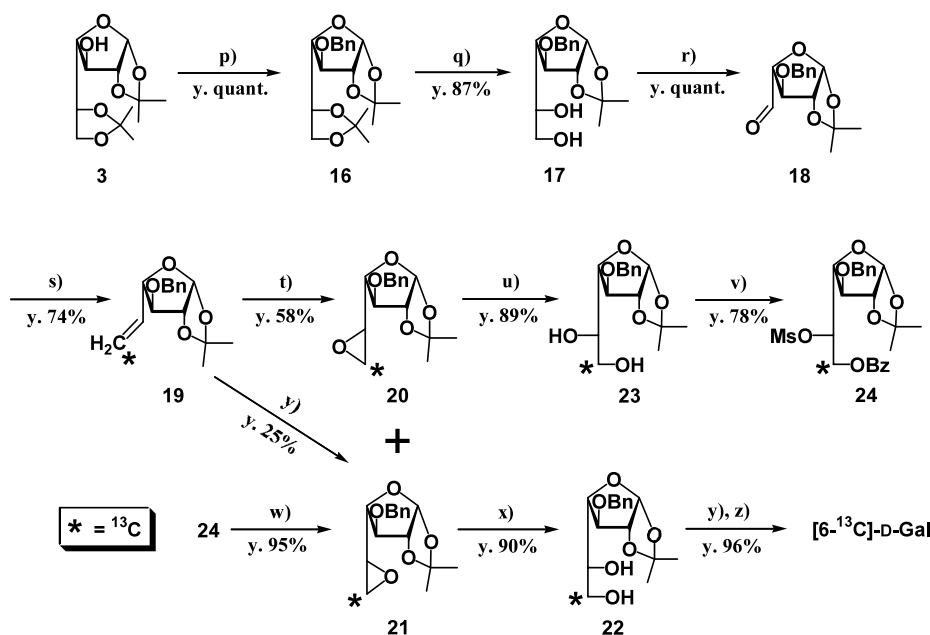 O OH O O O O
p)
y. quant.
O OBn O O O O
q)
y. 87%
O OBn O O OH OH
r)
y. quant.
O OBn O O O
3 16 17 18
s)
y. 74%
O OBn O O H₂C *
t)
y. 58%
O OBn O O O *
u)
y. 89%
O OBn O O HO * OH
v)
y. 78%
O OBn O O MsO * OBz
19 20 23 24
y)
y. 25%
+
* = ¹³C
24
w)
y. 95%
O OBn O O O *
x)
y. 90%
O OBn O O OH * OH
y), z)
y. 96%
[6-¹³C]-D-Gal
21 22